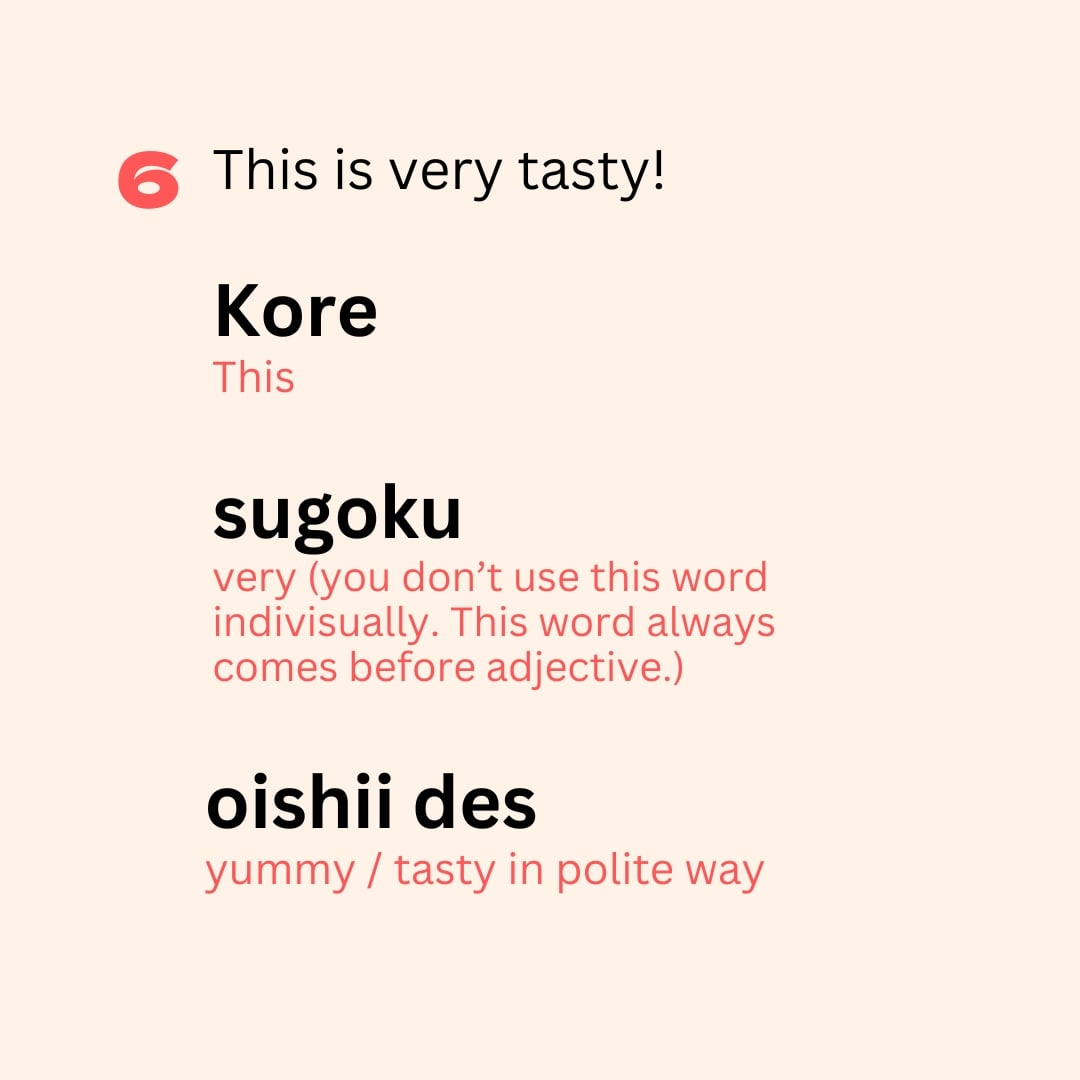 6 This is very tasty!
Kore
This
sugoku
very (you don’t use this word
indivisually. This word always
comes before adjective.)
oishii des
yummy / tasty in polite way